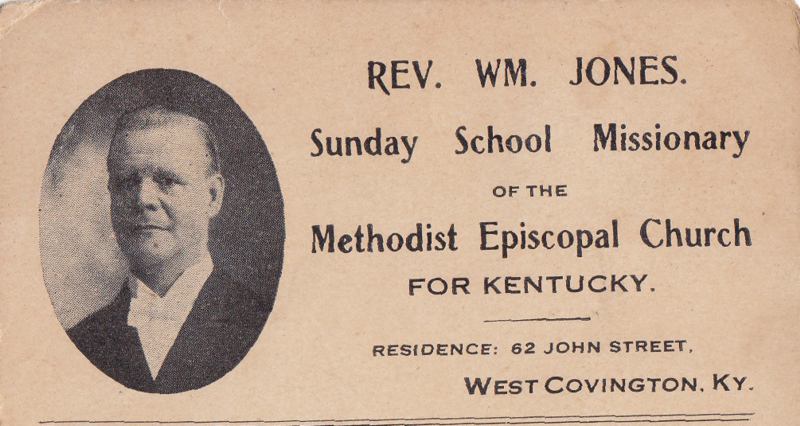 REV. WM. JONES.
Sunday School Missionary
OF THE
Methodist Episcopal Church
FOR KENTUCKY.
RESIDENCE: 62 JOHN STREET,
WEST COVINGTON, KY.